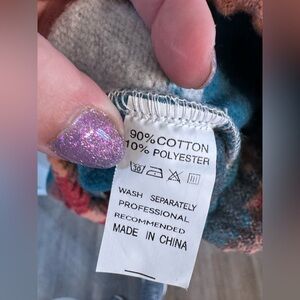 90% COTTON
10% POLYESTER
WASH SEPARATELY
PROFESSIONAL
RECOMMENDED
MADE IN CHINA